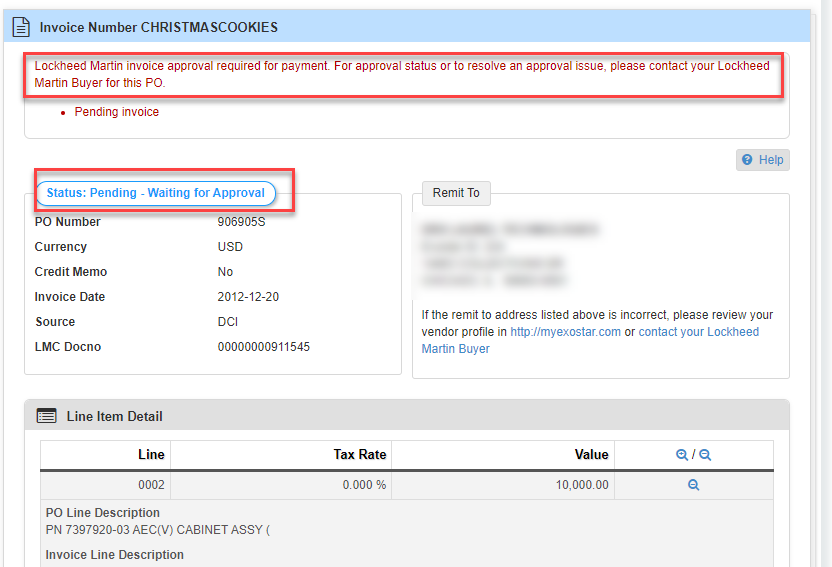 Invoice Number CHRISTMASCOOKIES
Lockheed Martin invoice approval required for payment. For approval status or to resolve an approval issue, please contact your Lockheed
Martin Buyer for this PO.
• Pending invoice
Help
Status: Pending - Waiting for Approval
PO Number 906905S
Currency USD
Credit Memo No
Invoice Date 2012-12-20
Source DCI
LMC Docno 00000000911545
Remit To
If the remit to address listed above is incorrect, please review your
vendor profile in http://myexostar.com or contact your Lockheed
Martin Buyer
Line Item Detail
Line Tax Rate Value /
0002 0.000 % 10,000.00
PO Line Description
PN 7397920-03 AEC(V) CABINET ASSY (
Invoice Line Description